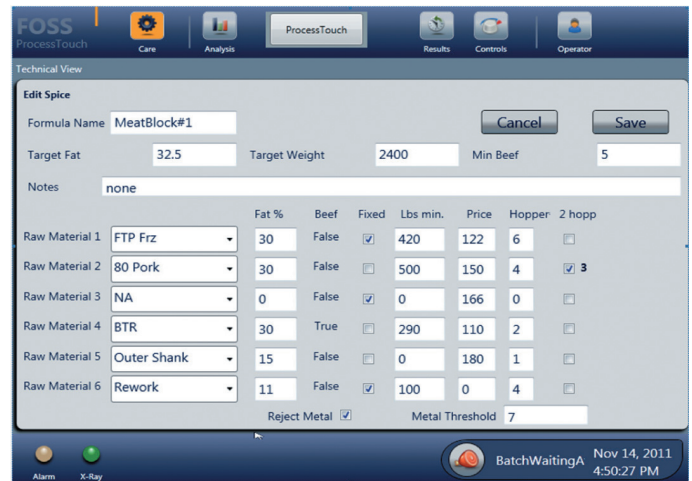 FOSS
ProcessTouch
Care
Analysis
ProcessTouch
Results
Controls
Operator
Technical View
Edit Spice
Formula Name MeatBlock#1 Cancel Save
Target Fat 32.5 Target Weight 2400 Min Beef 5
Notes none
Fat % Beef Fixed Lbs min. Price Hopper 2 hopp
Raw Material 1 FTP Frz 30 False 420 122 6
Raw Material 2 80 Pork 30 False 500 150 4 3
Raw Material 3 NA 0 False 0 166 0
Raw Material 4 BTR 30 True 290 110 2
Raw Material 5 Outer Shank 15 False 0 180 1
Raw Material 6 Rework 11 False 100 0 4
Reject Metal Metal Threshold 7
Alarm X-Ray BatchWaitingA Nov 14, 2011
4:50:27 PM